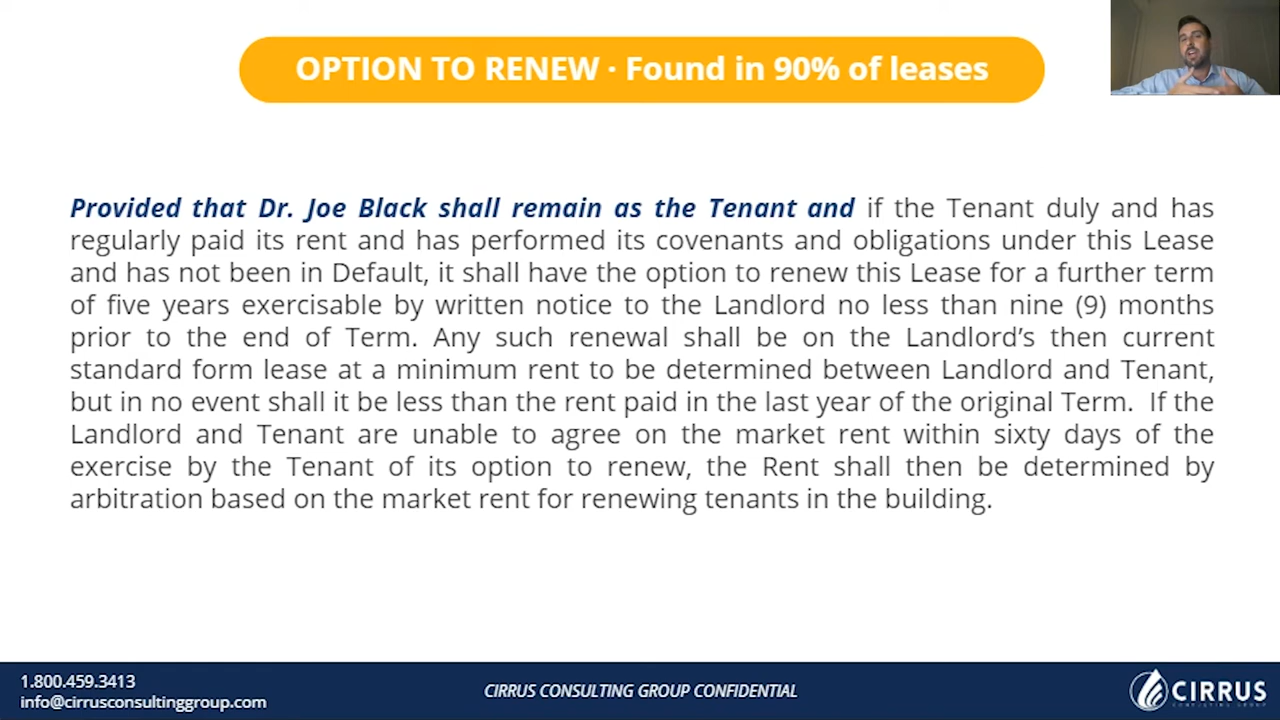 OPTION TO RENEW · Found in 90% of leases
Provided that Dr. Joe Black shall remain as the Tenant and if the Tenant duly and has
regularly paid its rent and has performed its covenants and obligations under this Lease
and has not been in Default, it shall have the option to renew this Lease for a further term
of five years exercisable by written notice to the Landlord no less than nine (9) months
prior to the end of Term. Any such renewal shall be on the Landlord’s then current
standard form lease at a minimum rent to be determined between Landlord and Tenant,
but in no event shall it be less than the rent paid in the last year of the original Term. If the
Landlord and Tenant are unable to agree on the market rent within sixty days of the
exercise by the Tenant of its option to renew, the Rent shall then be determined by
arbitration based on the market rent for renewing tenants in the building.
1.800.459.3413
info@cirrusconsultinggroup.com
CIRRUS CONSULTING GROUP CONFIDENTIAL
CIRRUS
CONSULTING GROUP